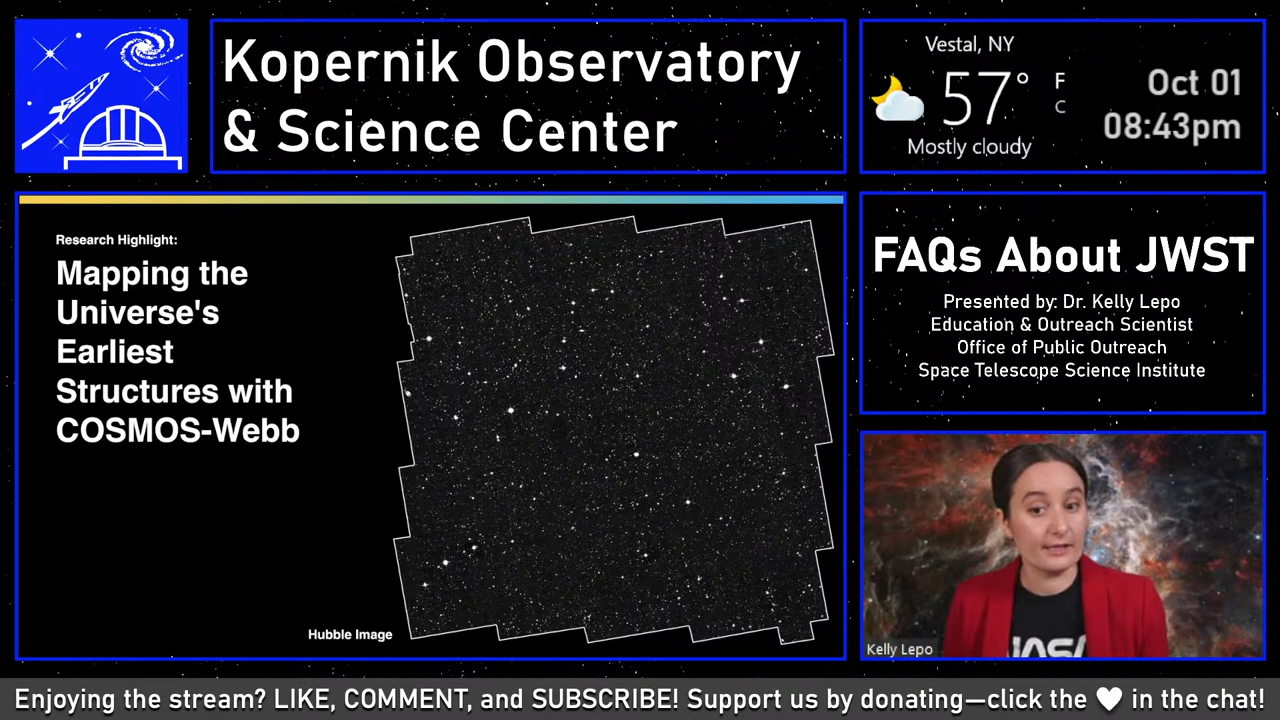 Kopernik Observatory
& Science Center
Vestal, NY
57° F
C
Mostly cloudy
Oct 01
08:43pm
Research Highlight:
Mapping the
Universe's
Earliest
Structures with
COSMOS-Webb
Hubble Image
FAQs About JWST
Presented by: Dr. Kelly Lepo
Education & Outreach Scientist
Office of Public Outreach
Space Telescope Science Institute
NASA
Kelly Lepo
Enjoying the stream? LIKE, COMMENT, and SUBSCRIBE! Support us by donating—click the ♥ in the chat!